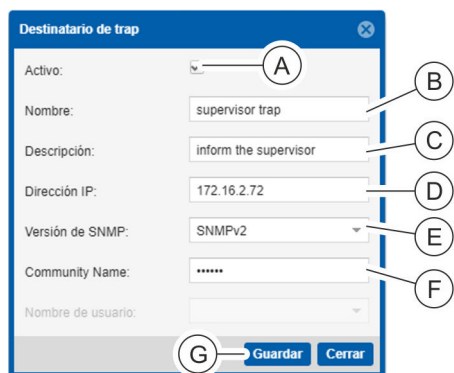 Destinatario de trap
Activo: A
Nombre: supervisor trap B
Descripción: inform the supervisor C
Dirección IP: 172.16.2.72 D
Versión de SNMP: SNMPv2 E
Community Name: •••••• F
Nombre de usuario:
G Guardar Cerrar